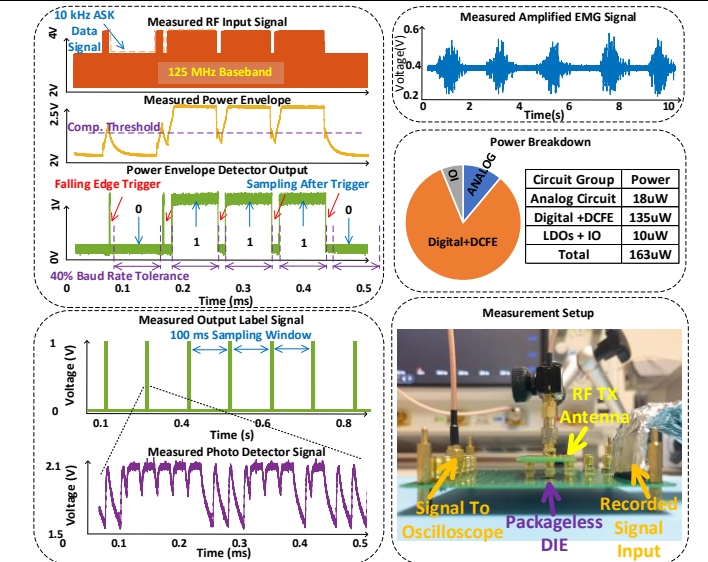 Measured RF Input Signal
10 kHz ASK
Data
Signal
4V
2V
125 MHz Baseband
Measured Power Envelope
2.5V
2V
Comp. Threshold
Power Envelope Detector Output
Falling Edge Trigger
Sampling After Trigger
1V
0V
0
1
1
1
0
40% Baud Rate Tolerance
0
0.1
0.2
0.3
0.4
0.5
Time (ms)
Measured Amplified EMG Signal
Voltage(V)
0.6
0.4
0.2
0
2
4
6
8
10
Time(s)
Power Breakdown
IO
ANALOG
Digital+DCFE
Circuit Group Power
Analog Circuit 18uW
Digital +DCFE 135uW
LDOs + IO 10uW
Total 163uW
Measured Output Label Signal
100 ms Sampling Window
Voltage (V)
1
0
0.1
0.4
0.6
0.8
Time (s)
Measured Photo Detector Signal
Voltage (V)
2.1
1.5
0
0.1
0.2
0.3
0.4
0.5
Time (ms)
Measurement Setup
RF TX
Antenna
Signal To
Oscilloscope
Packageless
DIE
Recorded
Signal
Input